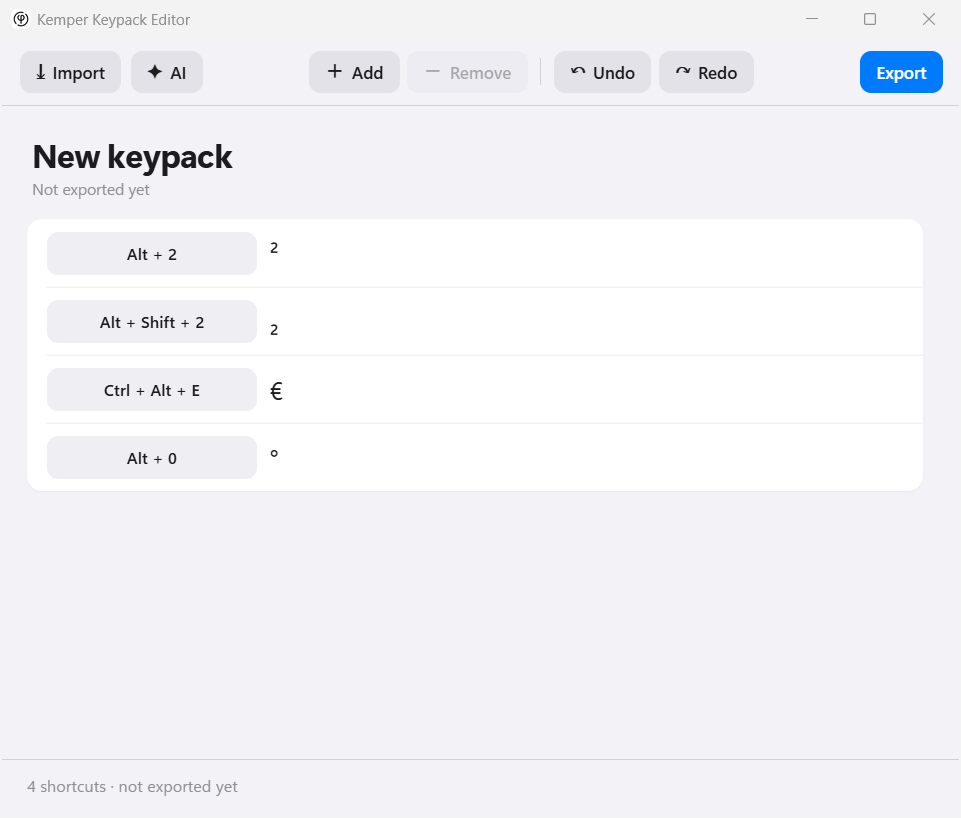 Kemper Keypack Editor
Import AI Add Remove Undo Redo Export
New keypack
Not exported yet
Alt + 2 ²
Alt + Shift + 2 ₂
Ctrl + Alt + E €
Alt + 0 °
4 shortcuts · not exported yet